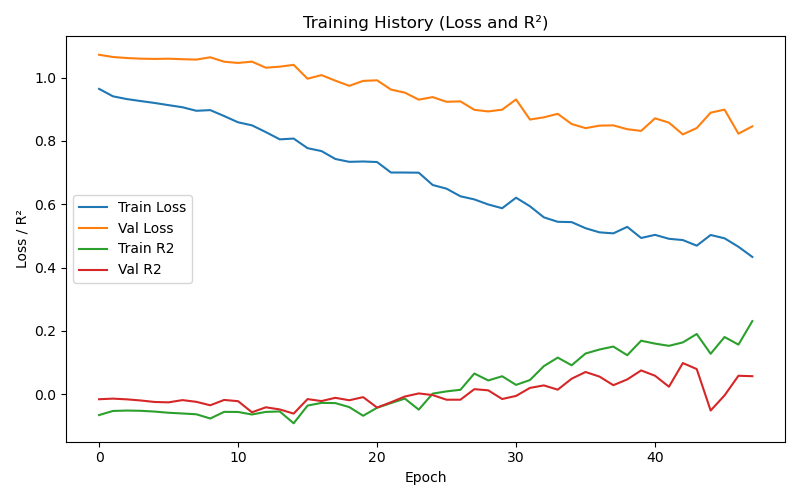 Training History (Loss and R²)
Loss / R²
1.0
0.8
0.6
0.4
0.2
0.0
Train Loss
Val Loss
Train R2
Val R2
0 10 20 30 40
Epoch